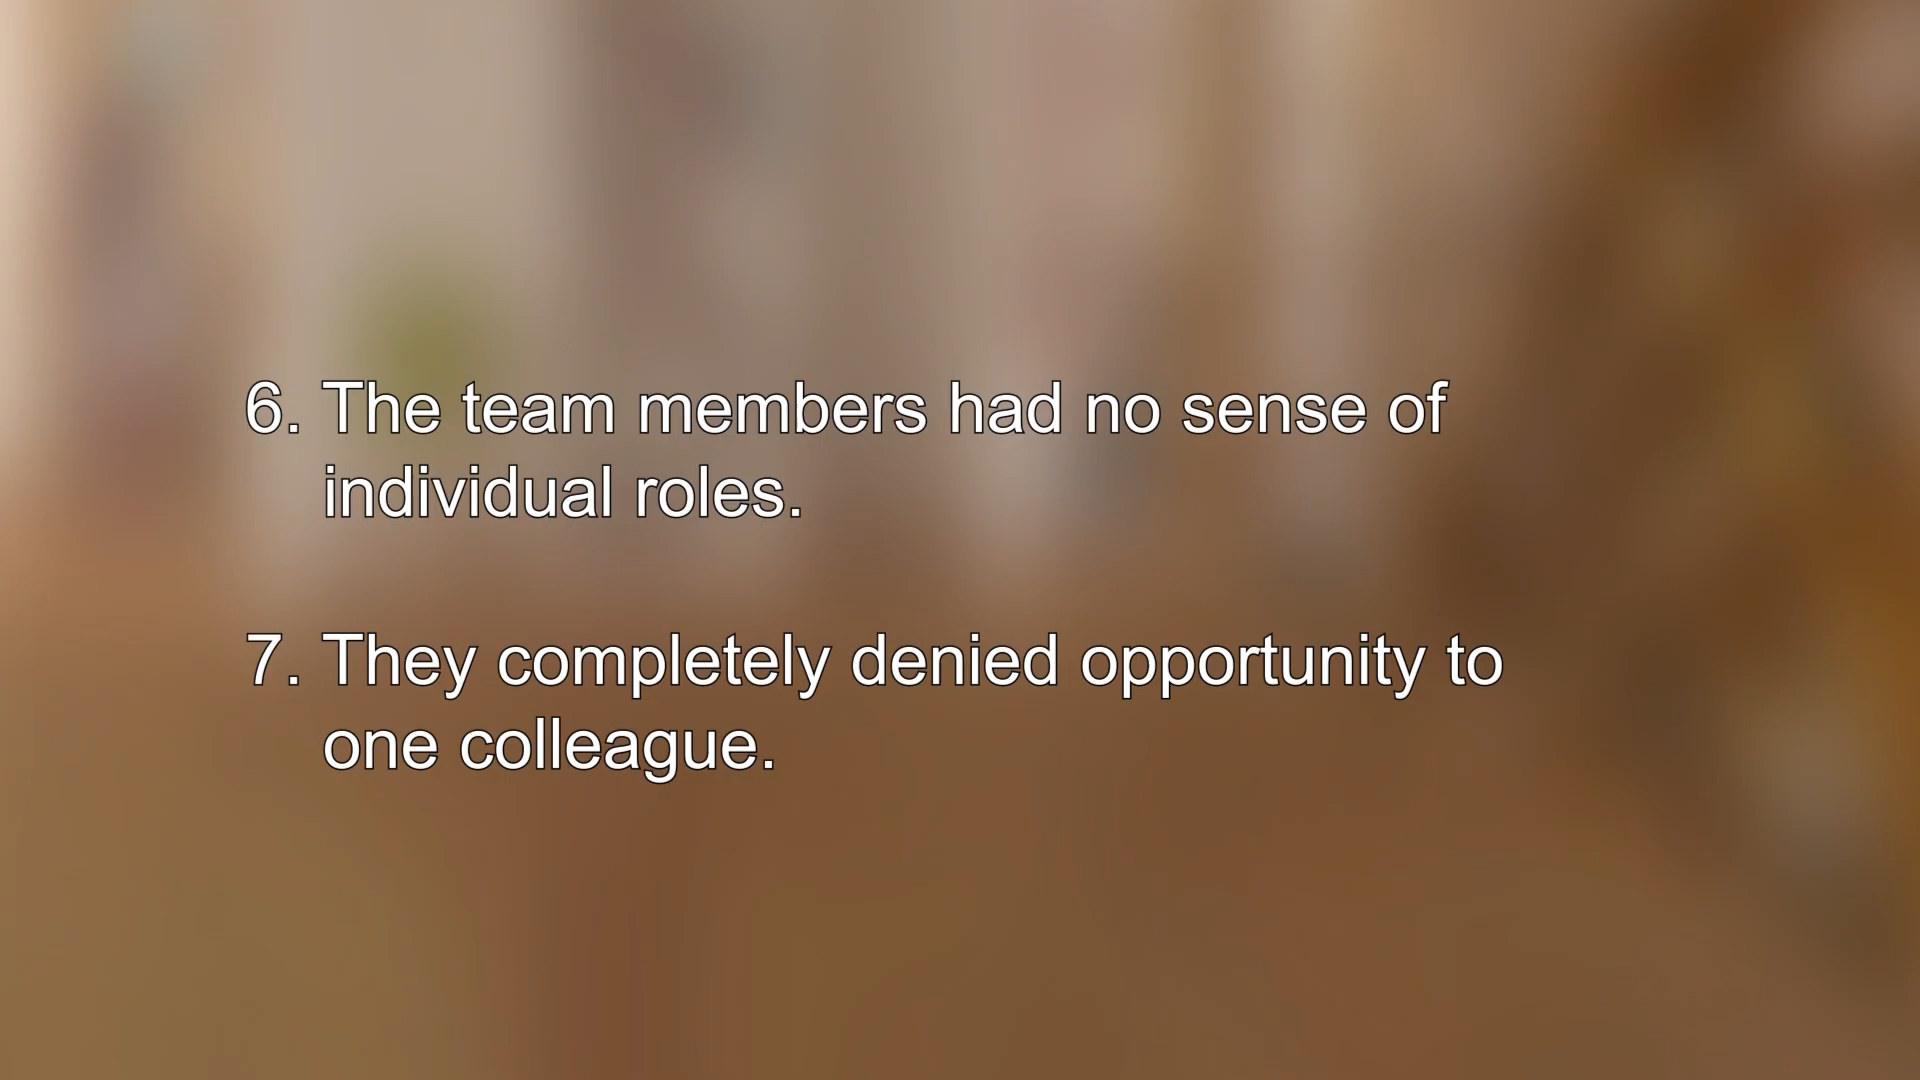 6. The team members had no sense of
individual roles.
7. They completely denied opportunity to
one colleague.